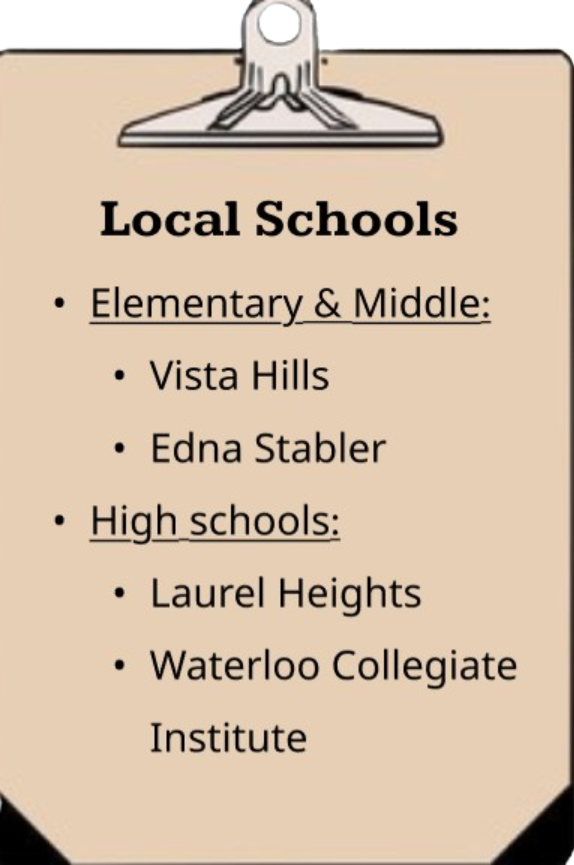 Local Schools
• Elementary & Middle:
• Vista Hills
• Edna Stabler
• High schools:
• Laurel Heights
• Waterloo Collegiate
Institute